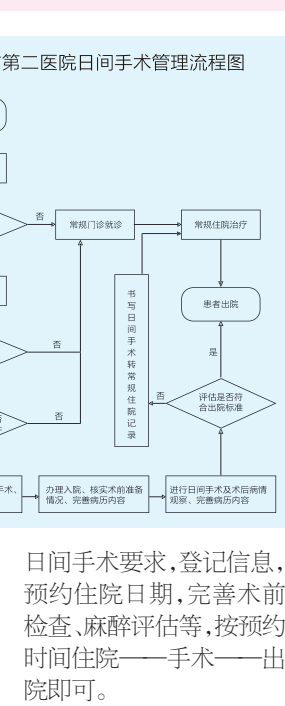 第二医院日间手术管理流程图
否
常规门诊就诊
常规住院治疗
书写日间手术转常规住院记录
患者出院
否
是
否
评估是否符
合出院标准
否
手术、
办理入院、核实术前准备
情况、完善病历内容
进行日间手术及术后病情
观察、完善病历内容
日间手术要求，登记信息，
预约住院日期，完善术前
检查、麻醉评估等，按预约
时间住院——手术——出
院即可。